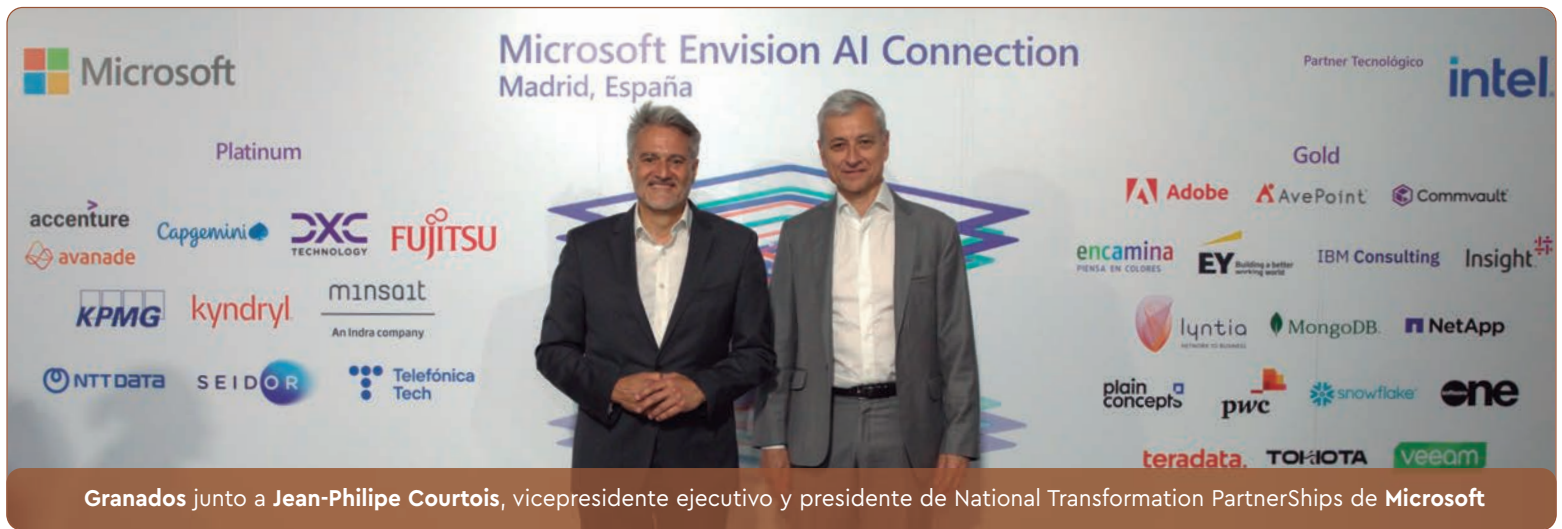 Microsoft
Microsoft Envision AI Connection
Madrid, España
Partner Tecnológico
intel.
Platinum
accenture
avanade
Capgemini
DXC
TECHNOLOGY
FUJITSU
KPMG
kyndryl
minsait
An Indra company
NTT DATA
SEIDOR
Telefónica
Tech
Gold
Adobe
AvePoint
Commvault
encamina
PIENSA EN COLORES
EY
Building a better
working world
IBM Consulting
Insight
lyntia
NETWORK TO BUSINESS
MongoDB.
NetApp
plain
concepts
pwc
snowflake
one
teradata.
TOKIOTA
veeam
Granados junto a Jean-Philipe Courtois, vicepresidente ejecutivo y presidente de National Transformation PartnerShips de Microsoft